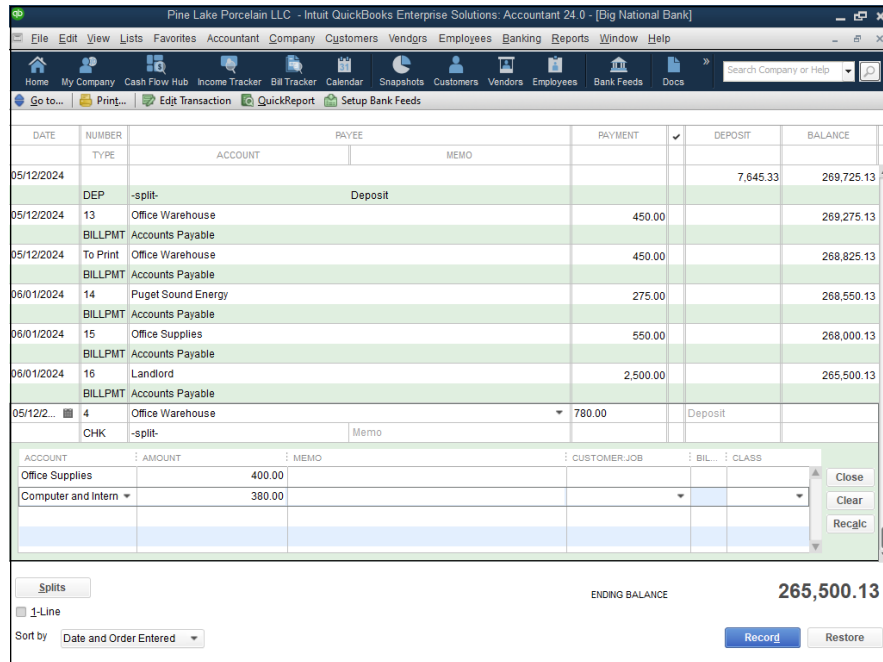 qb Pine Lake Porcelain LLC - Intuit QuickBooks Enterprise Solutions: Accountant 24.0 - [Big National Bank]
File Edit View Lists Favorites Accountant Company Customers Vendors Employees Banking Reports Window Help
Home My Company Cash Flow Hub Income Tracker Bill Tracker Calendar Snapshots Customers Vendors Employees Bank Feeds Docs » Search Company or Help
Go to... Print... Edit Transaction QuickReport Setup Bank Feeds
DATE NUMBER PAYEE PAYMENT ✓ DEPOSIT BALANCE
TYPE ACCOUNT MEMO
05/12/2024 7,645.33 269,725.13
DEP -split- Deposit
05/12/2024 13 Office Warehouse 450.00 269,275.13
BILLPMT Accounts Payable
05/12/2024 To Print Office Warehouse 450.00 268,825.13
BILLPMT Accounts Payable
06/01/2024 14 Puget Sound Energy 275.00 268,550.13
BILLPMT Accounts Payable
06/01/2024 15 Office Supplies 550.00 268,000.13
BILLPMT Accounts Payable
06/01/2024 16 Landlord 2,500.00 265,500.13
BILLPMT Accounts Payable
05/12/2... 4 Office Warehouse 780.00 Deposit
CHK -split- Memo
ACCOUNT AMOUNT MEMO CUSTOMER:JOB BIL... CLASS
Office Supplies 400.00 Close
Computer and Intern 380.00 Clear
Recalc
Splits ENDING BALANCE 265,500.13
1-Line
Sort by Date and Order Entered Record Restore